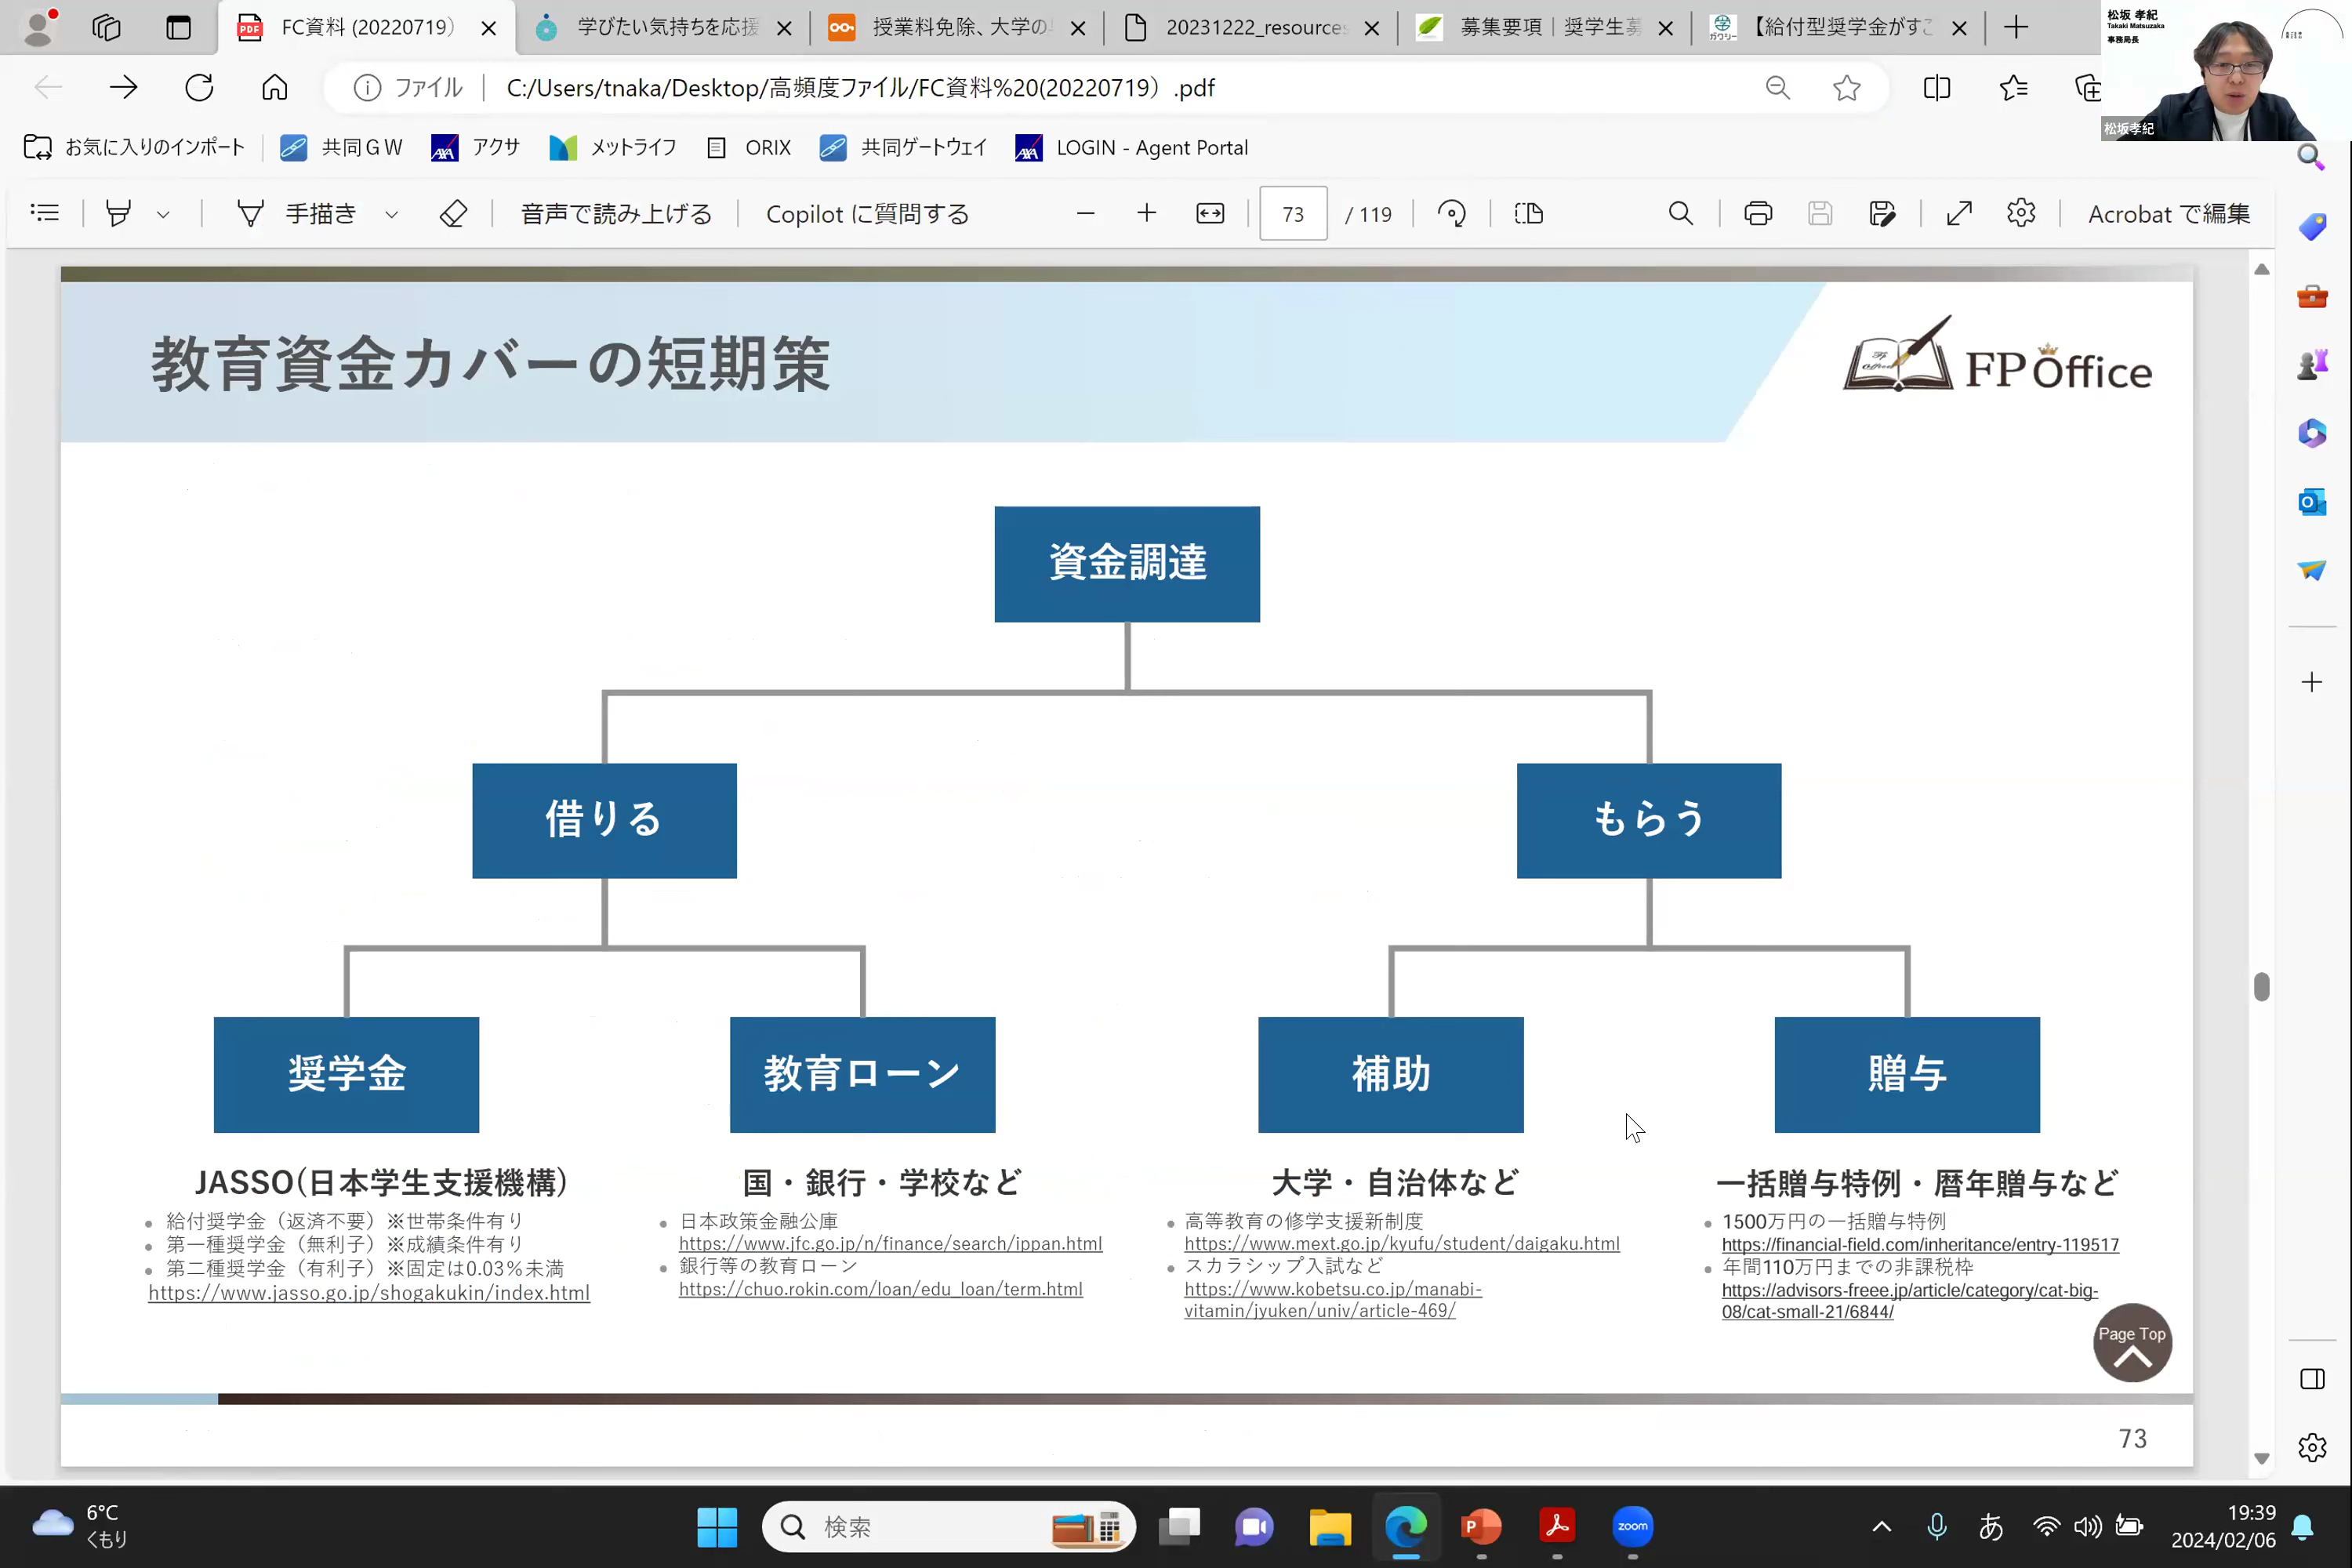 FC資料 (20220719)
学びたい気持ちを応援
授業料免除、大学の
20231222_resources
募集要項｜奨学生募
【給付型奨学金がすご
松坂 孝紀
Takaki Matsuzaka
事務局長
松坂孝紀
ファイル
C:/Users/tnaka/Desktop/高頻度ファイル/FC資料%20(20220719）.pdf
お気に入りのインポート
共同ＧＷ
アクサ
メットライフ
ORIX
共同ゲートウェイ
LOGIN - Agent Portal
手描き
音声で読み上げる
Copilot に質問する
73
/ 119
Acrobat で編集
教育資金カバーの短期策
FP Office
資金調達
借りる
もらう
奨学金
教育ローン
補助
贈与
JASSO(日本学生支援機構)
• 給付奨学金（返済不要）※世帯条件有り
• 第一種奨学金（無利子）※成績条件有り
• 第二種奨学金（有利子）※固定は0.03％未満
https://www.jasso.go.jp/shogakukin/index.html
国・銀行・学校など
• 日本政策金融公庫
https://www.jfc.go.jp/n/finance/search/ippan.html
• 銀行等の教育ローン
https://chuo.rokin.com/loan/edu_loan/term.html
大学・自治体など
• 高等教育の修学支援新制度
https://www.mext.go.jp/kyufu/student/daigaku.html
• スカラシップ入試など
https://www.kobetsu.co.jp/manabi-
vitamin/jyuken/univ/article-469/
一括贈与特例・暦年贈与など
• 1500万円の一括贈与特例
https://financial-field.com/inheritance/entry-119517
• 年間110万円までの非課税枠
https://advisors-freee.jp/article/category/cat-big-
08/cat-small-21/6844/
Page Top
73
6°C
くもり
検索
zoom
あ
19:39
2024/02/06